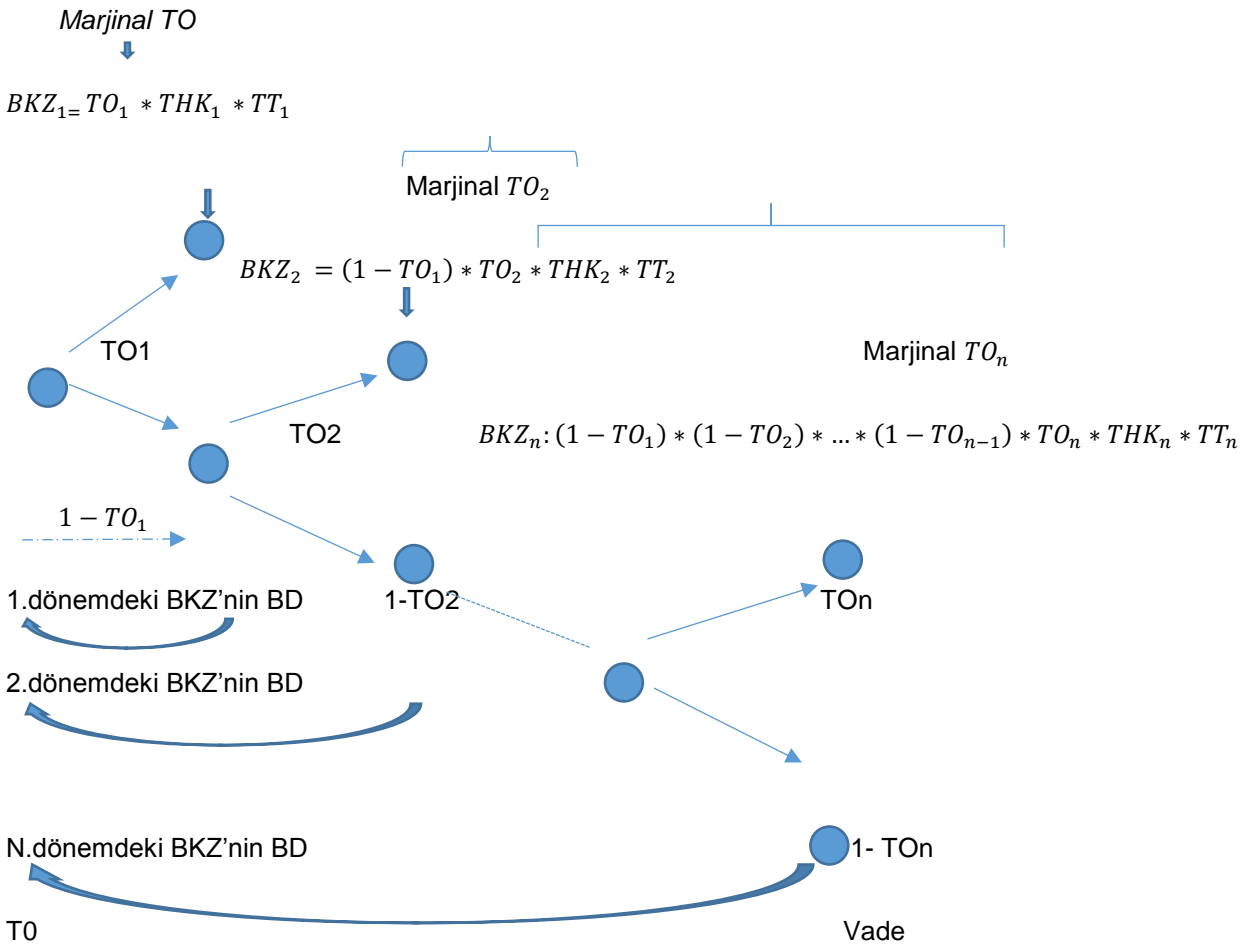 Marjinal TO
BKZ₁₌ TO₁ * THK₁ * TT₁
Marjinal TO₂
BKZ₂ = (1 − TO₁) * TO₂ * THK₂ * TT₂
TO1
Marjinal TOₙ
TO2
BKZₙ: (1 − TO₁) * (1 − TO₂) * … * (1 − TOₙ₋₁) * TOₙ * THKₙ * TTₙ
1 − TO₁
1.dönemdeki BKZ’nin BD
1-TO2
TOn
2.dönemdeki BKZ’nin BD
N.dönemdeki BKZ’nin BD
1- TOn
T0
Vade